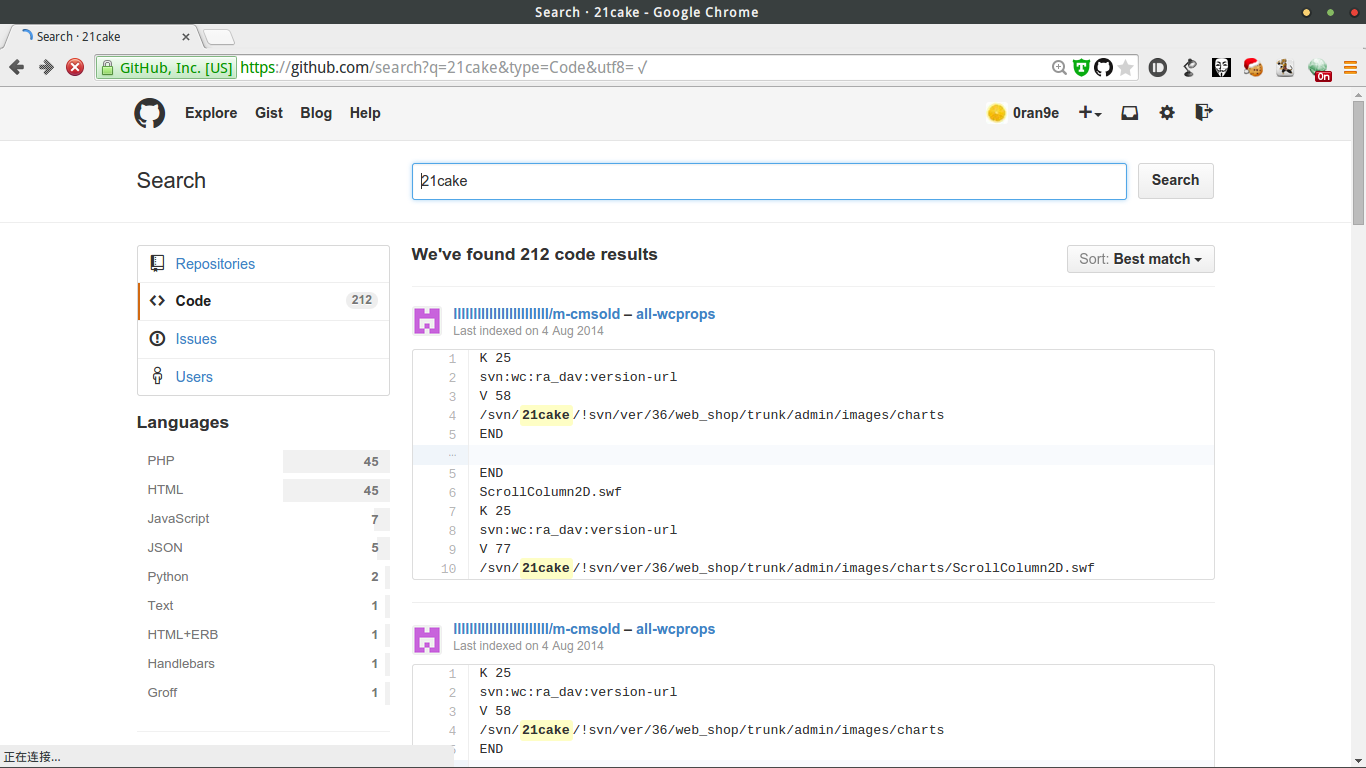 Search · 21cake - Google Chrome
Search · 21cake
GitHub, Inc. [US] https://github.com/search?q=21cake&type=Code&utf8= √
0n
Explore Gist Blog Help
0ran9e
Search
21cake
Search
Repositories
Code 212
Issues
Users
Languages
PHP 45
HTML 45
JavaScript 7
JSON 5
Python 2
Text 1
HTML+ERB 1
Handlebars 1
Groff 1
We've found 212 code results
Sort: Best match
/m-cmsold – all-wcprops
Last indexed on 4 Aug 2014
1 K 25
2 svn:wc:ra_dav:version-url
3 V 58
4 /svn/21cake/!svn/ver/36/web_shop/trunk/admin/images/charts
5 END
...
5 END
6 ScrollColumn2D.swf
7 K 25
8 svn:wc:ra_dav:version-url
9 V 77
10 /svn/21cake/!svn/ver/36/web_shop/trunk/admin/images/charts/ScrollColumn2D.swf
/m-cmsold – all-wcprops
Last indexed on 4 Aug 2014
1 K 25
2 svn:wc:ra_dav:version-url
3 V 58
4 /svn/21cake/!svn/ver/36/web_shop/trunk/admin/images/charts
5 END
正在连接...